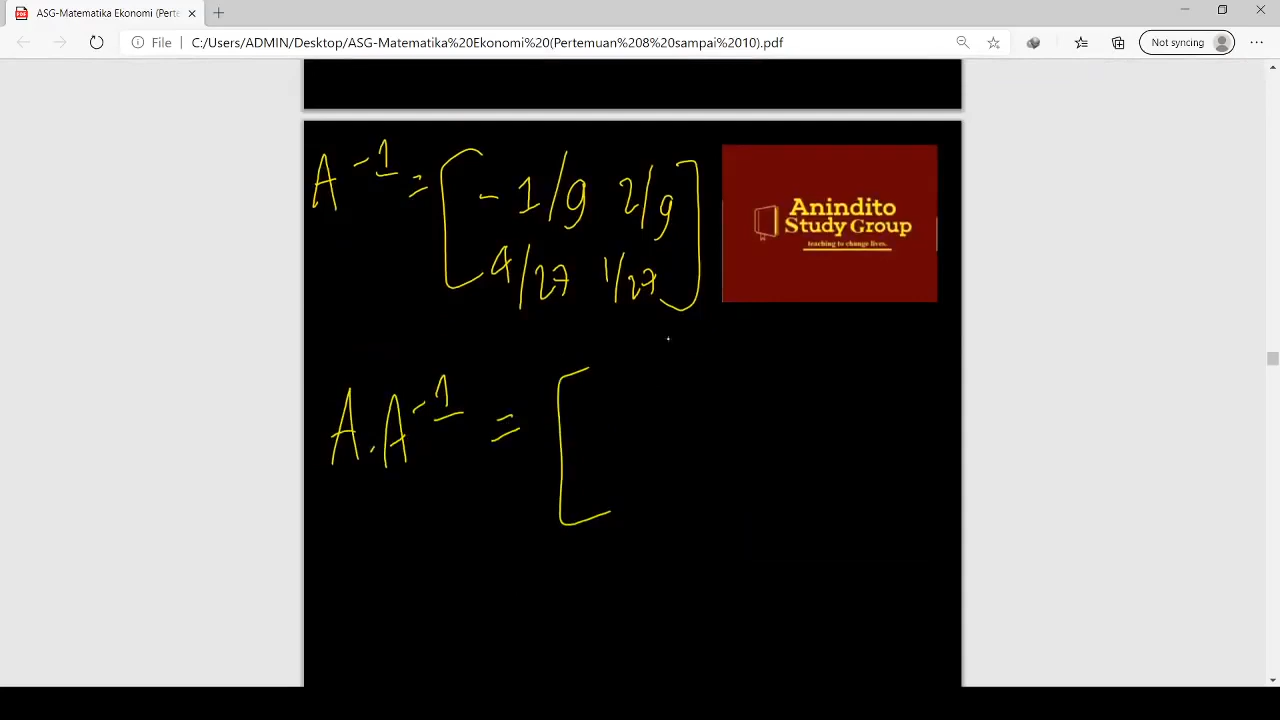 ASG-Matematika Ekonomi (Perte
File C:/Users/ADMIN/Desktop/ASG-Matematika%20Ekonomi%20(Pertemuan%208%20sampai%2010).pdf
Not syncing
A⁻¹ = [ -1/9 2/9
4/27 1/27 ]
Anindito
Study Group
teaching to change lives.
A.A⁻¹ = [